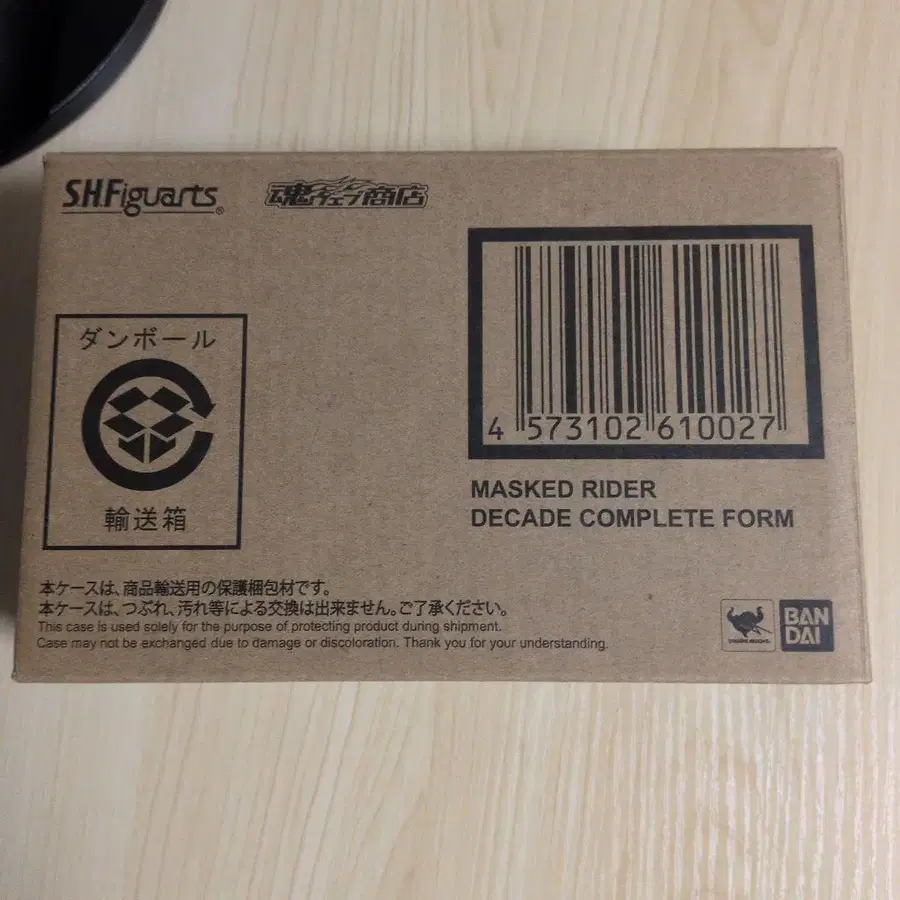 S.H.Figuarts®
魂ウェブ商店
ダンボール
輸送箱
4 573102 610027
MASKED RIDER
DECADE COMPLETE FORM
本ケースは、商品輸送用の保護梱包材です。
本ケースは、つぶれ、汚れ等による交換は出来ません。ご了承ください。
This case is used solely for the purpose of protecting product during shipment.
Case may not be exchanged due to damage or discoloration. Thank you for your understanding.
BAN
DAI